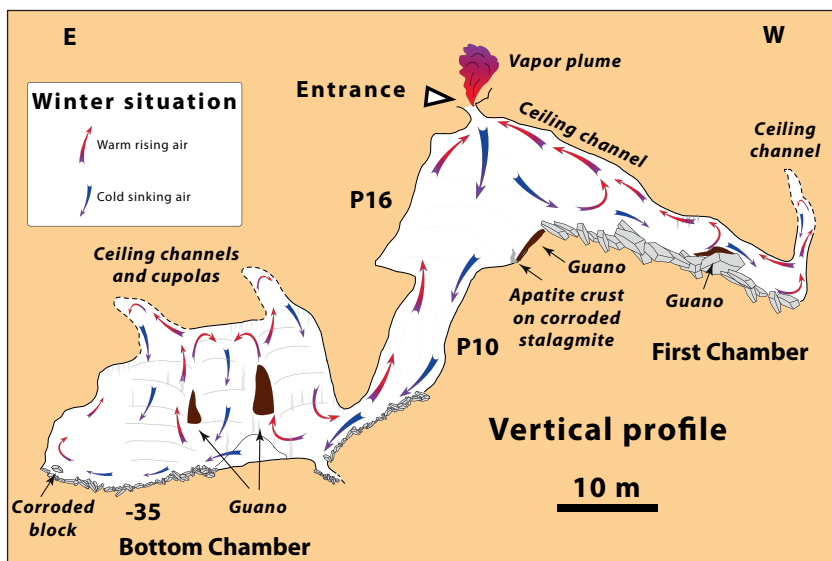 E
W
Winter situation
Warm rising air
Cold sinking air
Vapor plume
Entrance
Ceiling channel
Ceiling
channel
P16
Ceiling channels
and cupolas
Guano
Apatite crust
on corroded
stalagmite
Guano
P10
First Chamber
Vertical profile
10 m
Corroded
block
-35
Guano
Bottom Chamber